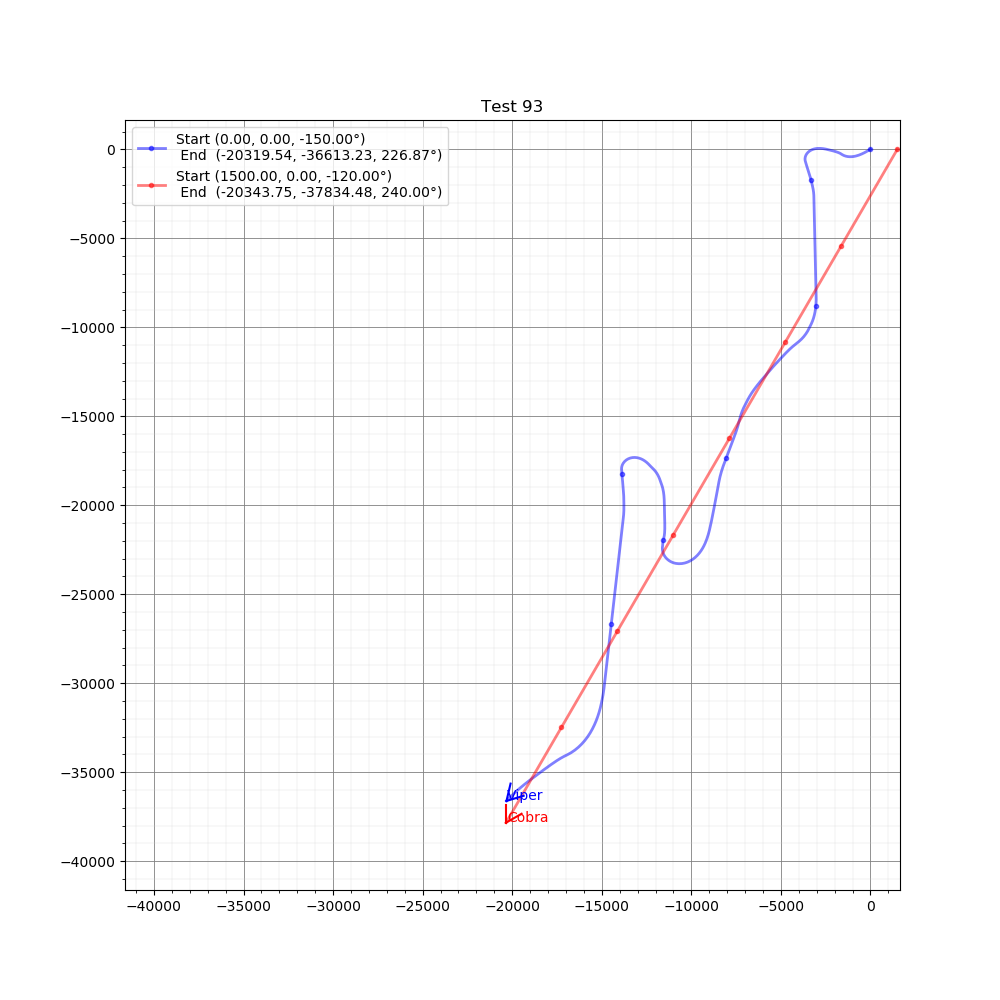 Test 93
Start (0.00, 0.00, -150.00°)
End (-20319.54, -36613.23, 226.87°)
Start (1500.00, 0.00, -120.00°)
End (-20343.75, -37834.48, 240.00°)
0
−5000
−10000
−15000
−20000
−25000
−30000
−35000
−40000
Cobra
−40000 −35000 −30000 −25000 −20000 −15000 −10000 −5000 0